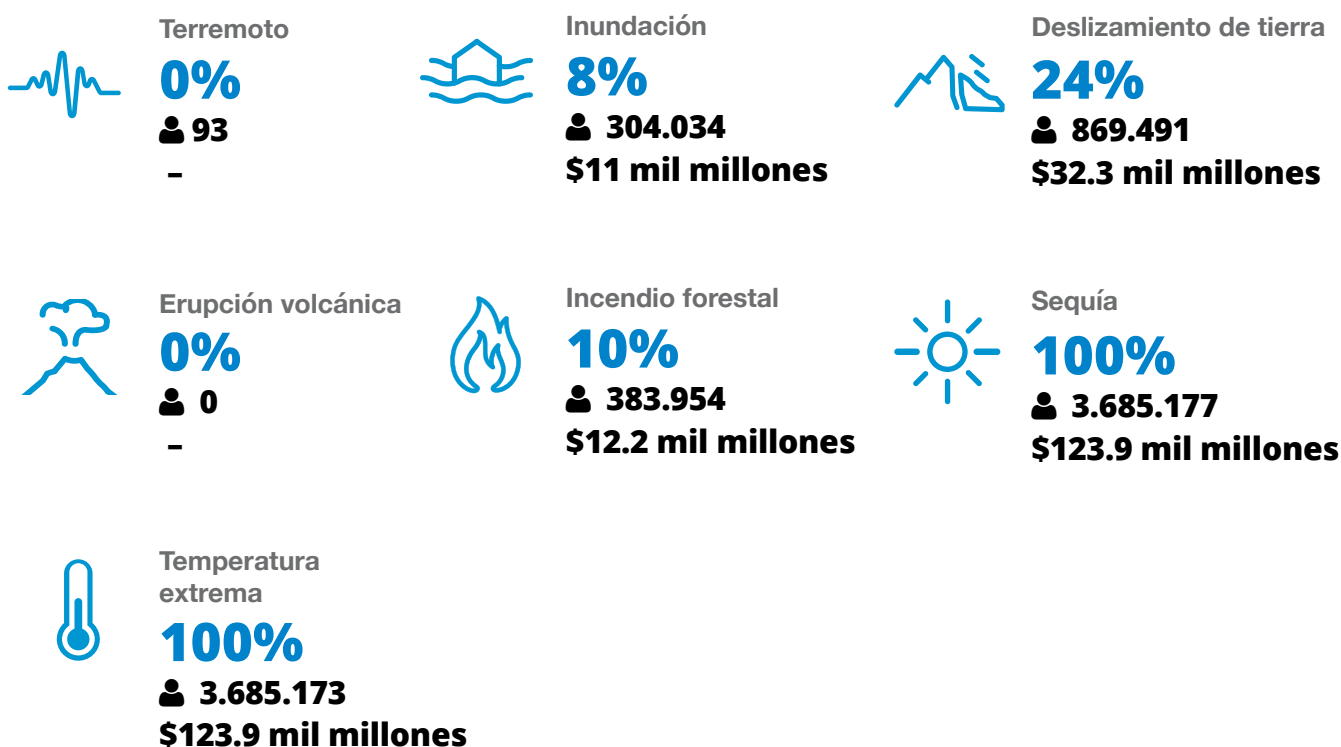 Terremoto
0%
93
–
Inundación
8%
304.034
$11 mil millones
Deslizamiento de tierra
24%
869.491
$32.3 mil millones
Erupción volcánica
0%
0
–
Incendio forestal
10%
383.954
$12.2 mil millones
Sequía
100%
3.685.177
$123.9 mil millones
Temperatura
extrema
100%
3.685.173
$123.9 mil millones